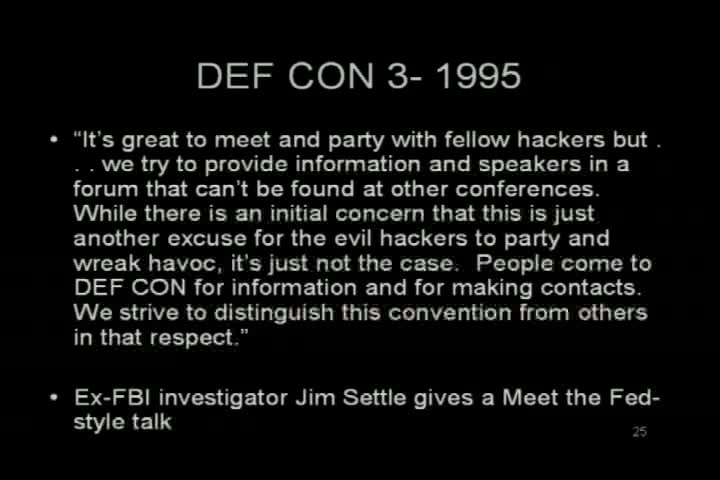 DEF CON 3- 1995
• “It’s great to meet and party with fellow hackers but .
. . we try to provide information and speakers in a
forum that can’t be found at other conferences.
While there is an initial concern that this is just
another excuse for the evil hackers to party and
wreak havoc, it’s just not the case.  People come to
DEF CON for information and for making contacts.
We strive to distinguish this convention from others
in that respect.”
• Ex-FBI investigator Jim Settle gives a Meet the Fed-
style talk
25